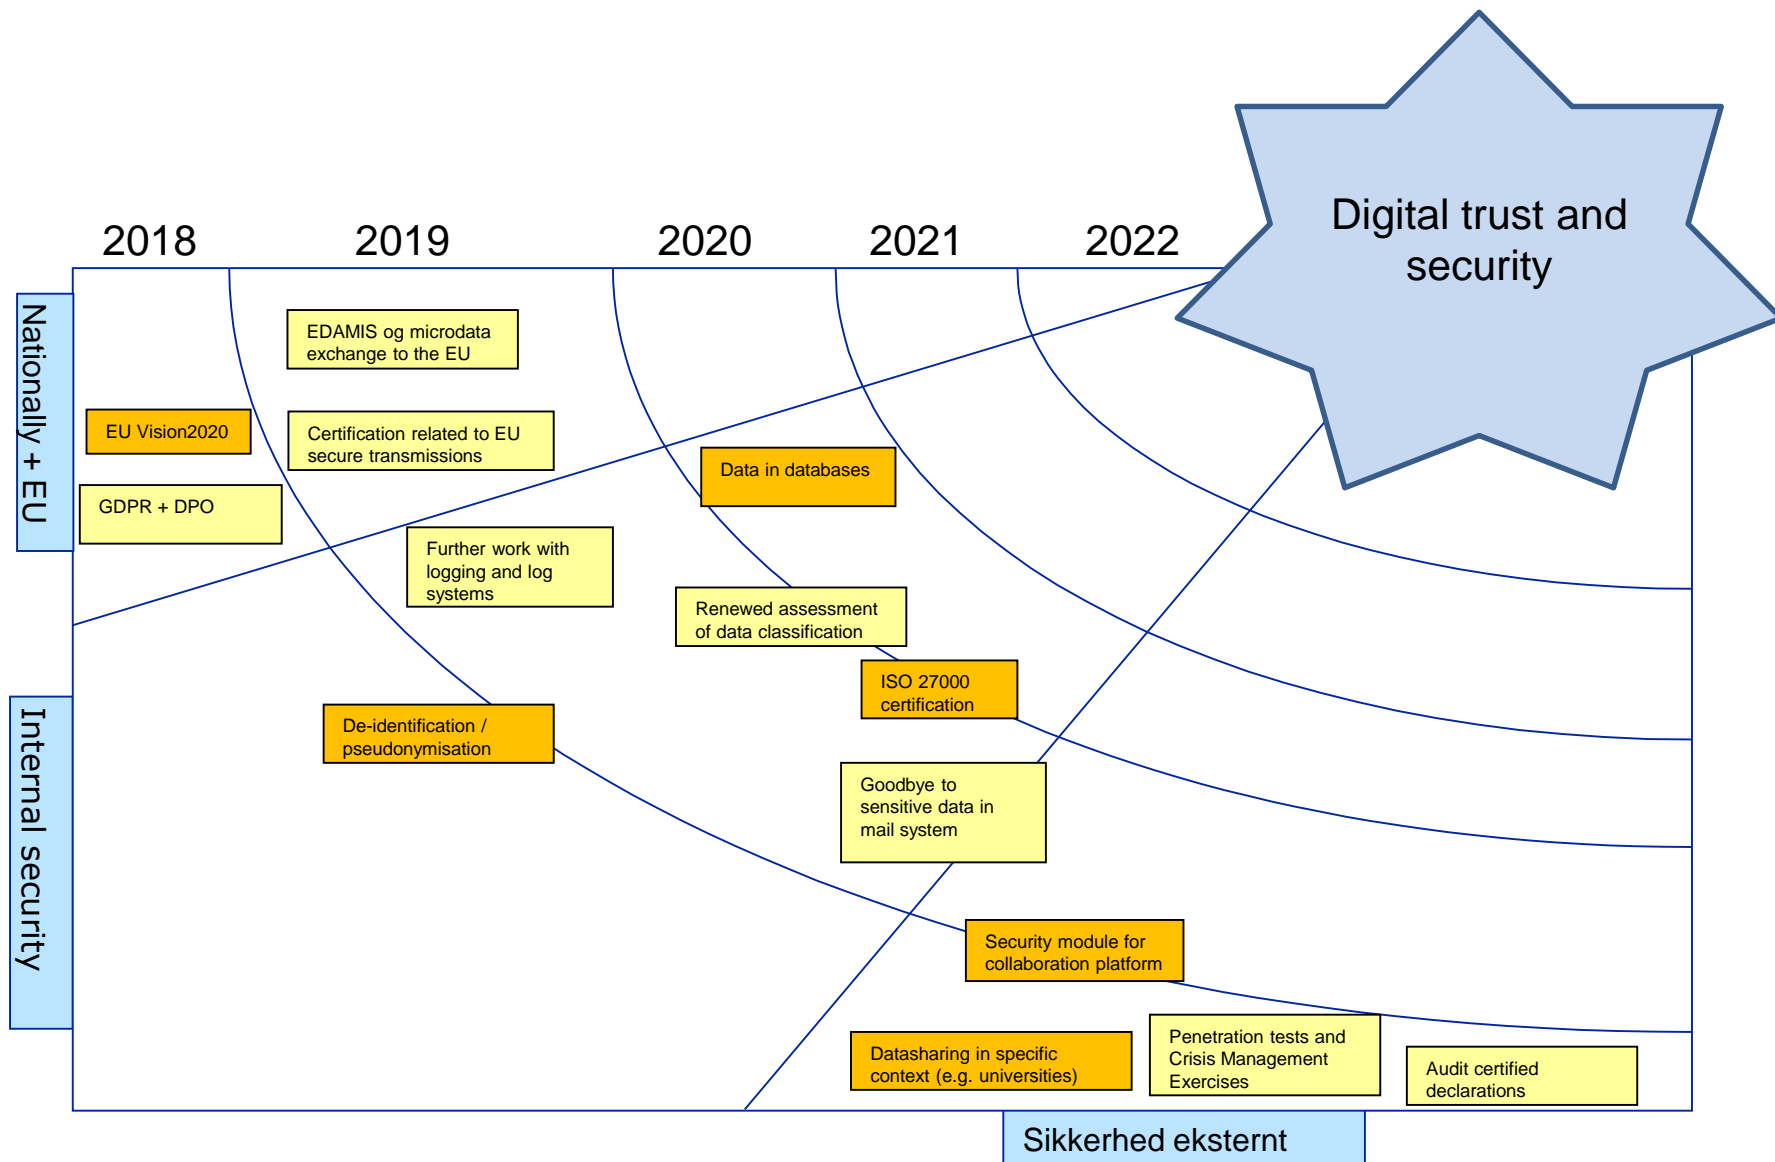 Digital trust and
security
2018
2019
2020
2021
2022
Nationally + EU
EDAMIS og microdata
exchange to the EU
EU Vision2020
Certification related to EU
secure transmissions
GDPR + DPO
Data in databases
Further work with
logging and log
systems
Renewed assessment
of data classification
Internal security
ISO 27000
certification
De-identification /
pseudonymisation
Goodbye to
sensitive data in
mail system
Security module for
collaboration platform
Datasharing in specific
context (e.g. universities)
Penetration tests and
Crisis Management
Exercises
Audit certified
declarations
Sikkerhed eksternt